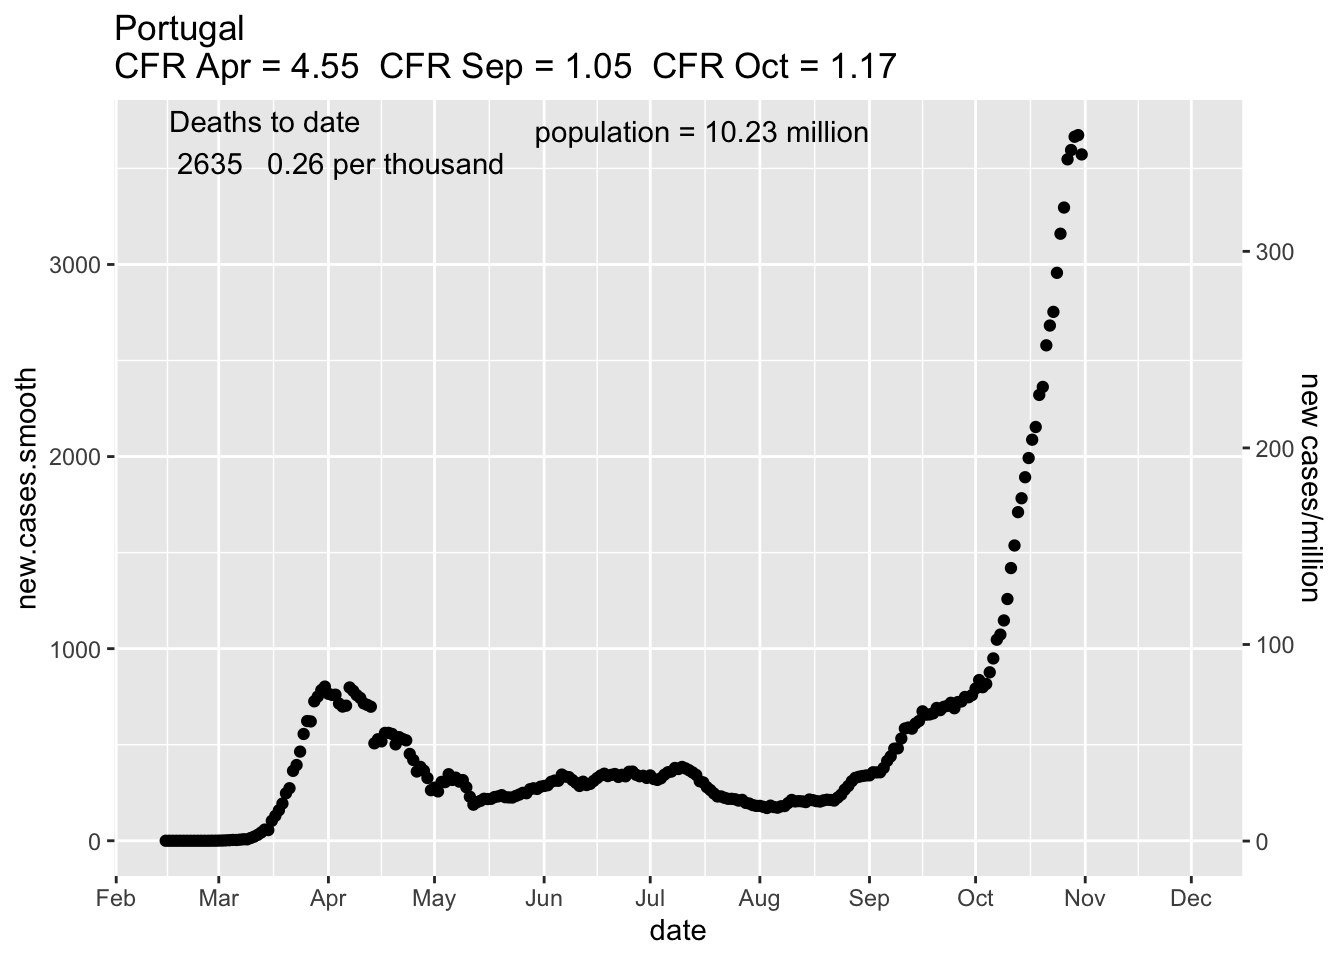 Portugal
CFR Apr = 4.55  CFR Sep = 1.05  CFR Oct = 1.17
Deaths to date
population = 10.23 million
2635   0.26 per thousand
new.cases.smooth
3000
2000
1000
0
300
200
100
0
new cases/million
Feb Mar Apr May Jun Jul Aug Sep Oct Nov Dec
date